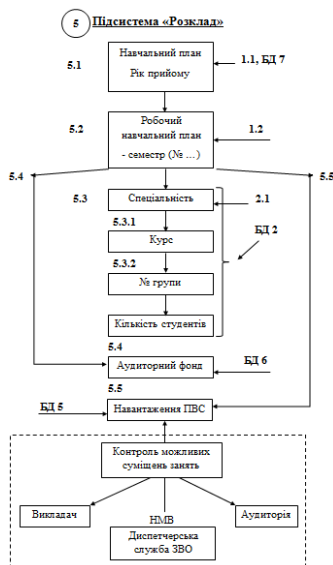 5 Підсистема «Розклад»
5.1
Навчальний план
Рік прийому
1.1, БД 7
5.2
Робочий
навчальний план
- семестр (№ ...)
1.2
5.4
5.5
5.3
Спеціальність
2.1
5.3.1
Курс
БД 2
5.3.2
№ групи
Кількість студентів
5.4
Аудиторний фонд
БД 6
5.5
БД 5
Навантаження ПВС
Контроль можливих
суміщень занять
Викладач
НМВ
Аудиторія
Диспетчерська
служба ЗВО